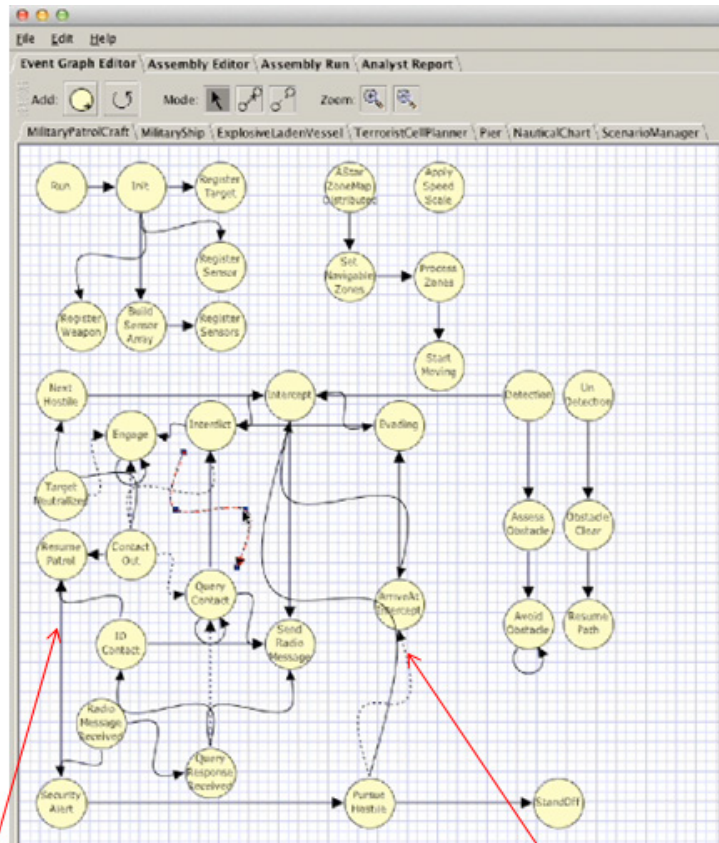 File Edit Help
Event Graph Editor Assembly Editor Assembly Run Analyst Report
Add: Mode: Zoom:
MilitaryPatrolCraft MilitaryShip ExplosiveLadenVessel TerroristCellPlanner Pier NauticalChart ScenarioManager
Run
Init
Register
Target
AStar
ZoneMap
Distributed
Apply
Speed
Scale
Register
Sensor
Set
Navigable
Zones
Process
Zones
Register
Weapon
Build
Sensor
Array
Register
Sensors
Start
Moving
Next
Hostile
Intercept
Detection
Un
Detection
Engage
Interdict
Evading
Target
Neutralized
Assess
Obstacle
Obstacle
Clear
Resume
Patrol
Contact
Out
Query
Contact
ArriveAt
Intercept
Avoid
Obstacle
Resume
Path
ID
Contact
Send
Radio
Message
Radio
Message
Received
Query
Response
Received
Security
Alert
Pursue
Hostile
StandOff